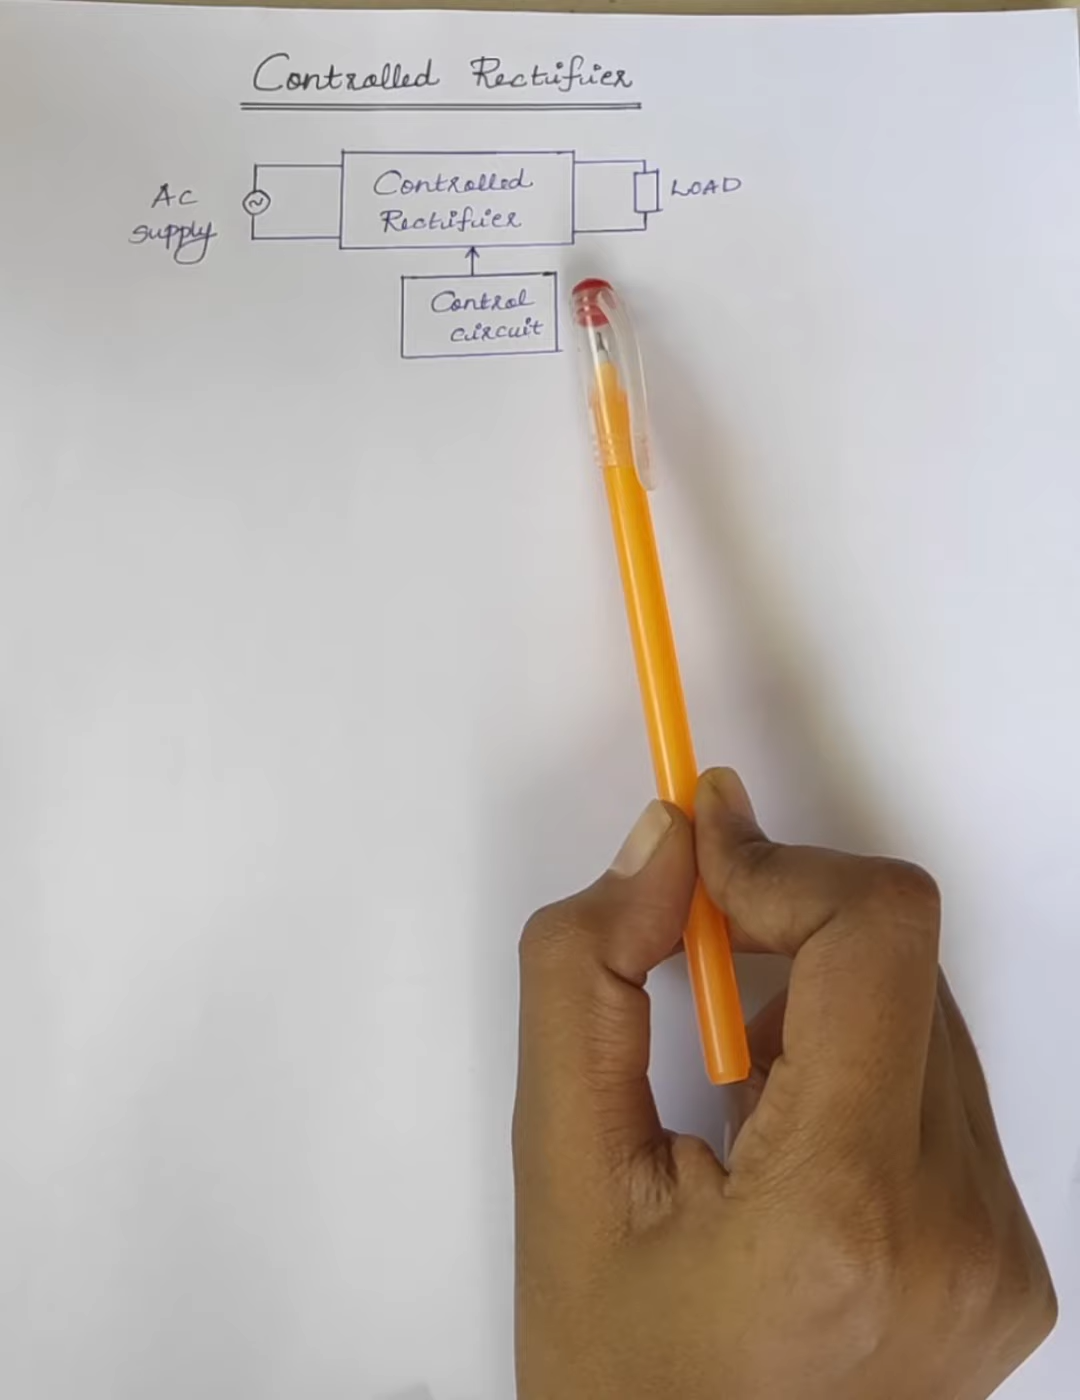 Controlled Rectifier
AC
supply
Controlled
Rectifier
LOAD
Control
circuit